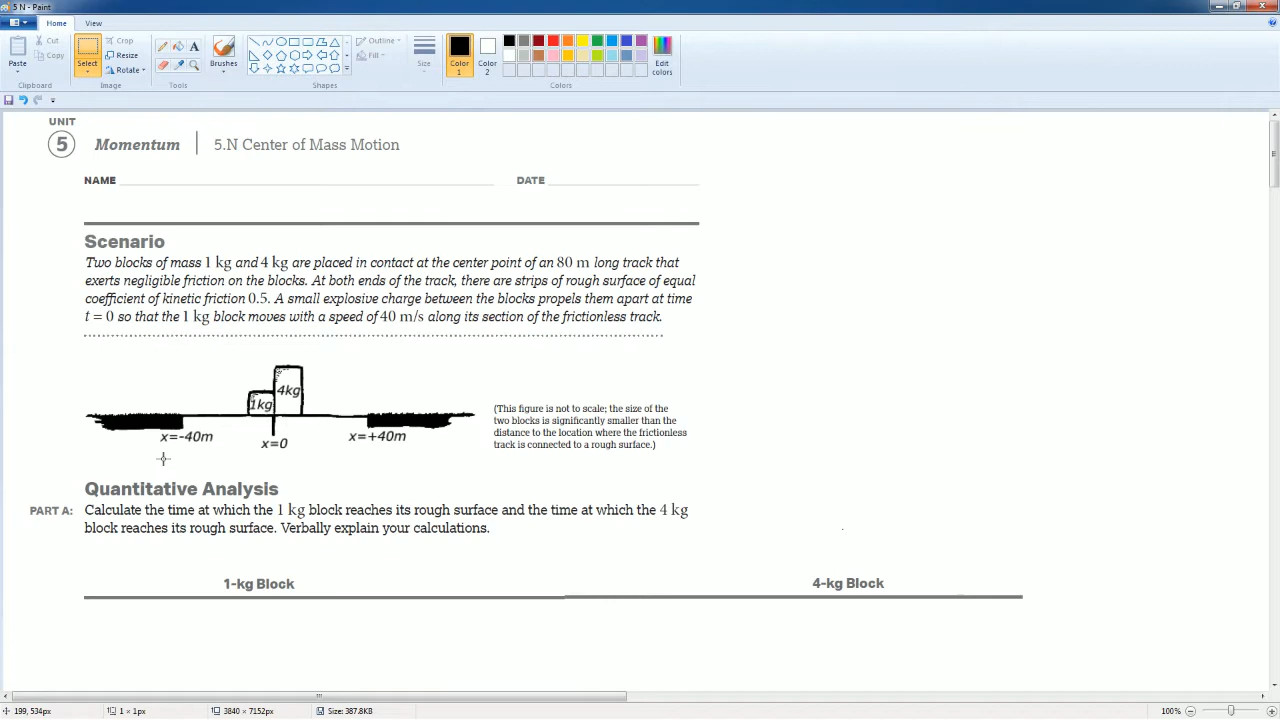 5 N - Paint
Home View
Paste
Cut
Copy
Clipboard
Select
Crop
Resize
Rotate
Image
Tools
Brushes
Shapes
Outline
Fill
Size
Color 1
Color 2
Edit colors
Colors
UNIT
5 Momentum 5.N Center of Mass Motion
NAME DATE
Scenario
Two blocks of mass 1 kg and 4 kg are placed in contact at the center point of an 80 m long track that
exerts negligible friction on the blocks. At both ends of the track, there are strips of rough surface of equal
coefficient of kinetic friction 0.5. A small explosive charge between the blocks propels them apart at time
t = 0 so that the 1 kg block moves with a speed of 40 m/s along its section of the frictionless track.
1kg 4kg
x=-40m x=0 x=+40m
(This figure is not to scale; the size of the
two blocks is significantly smaller than the
distance to the location where the frictionless
track is connected to a rough surface.)
Quantitative Analysis
PART A: Calculate the time at which the 1 kg block reaches its rough surface and the time at which the 4 kg
block reaches its rough surface. Verbally explain your calculations.
1-kg Block 4-kg Block
199, 534px 1 × 1px 3840 × 7152px Size: 387.8KB 100%